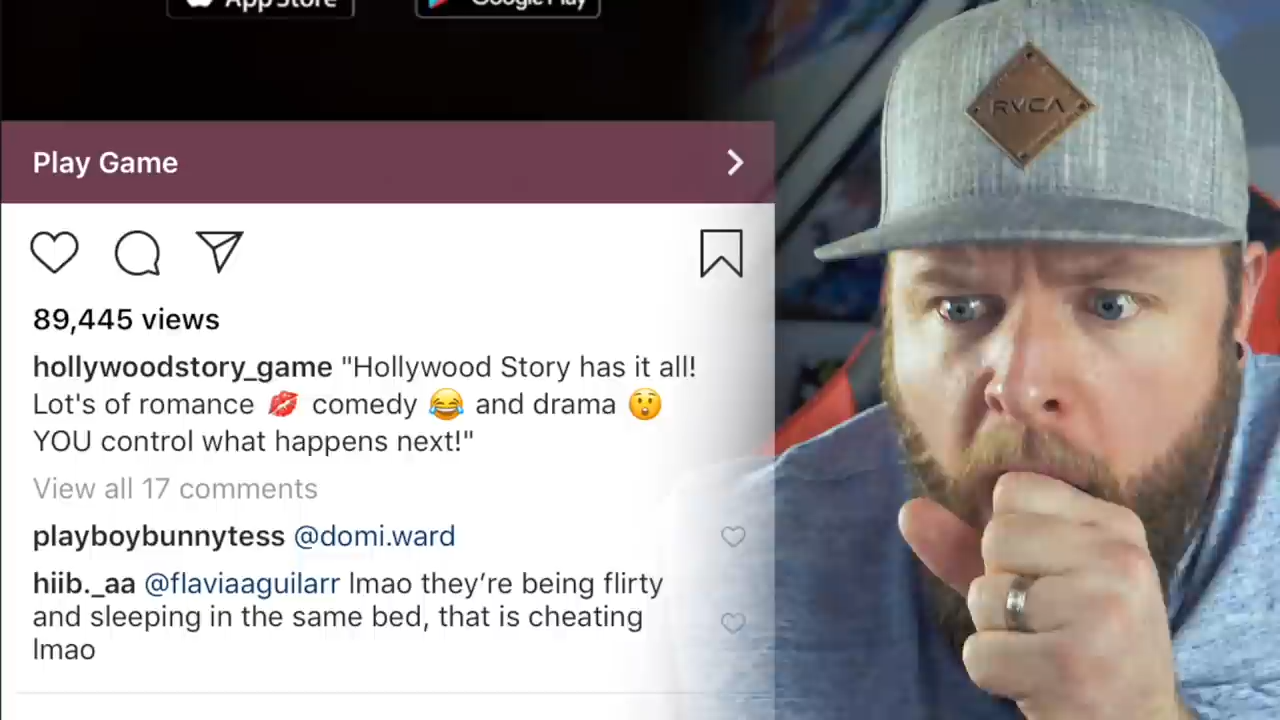 App Store
Google Play
Play Game
RVCA
89,445 views
hollywoodstory_game "Hollywood Story has it all!
Lot's of romance 💋 comedy 😂 and drama 😲
YOU control what happens next!"
View all 17 comments
playboybunnytess @domi.ward
hiib._aa @flaviaaguilarr lmao they’re being flirty
and sleeping in the same bed, that is cheating
lmao